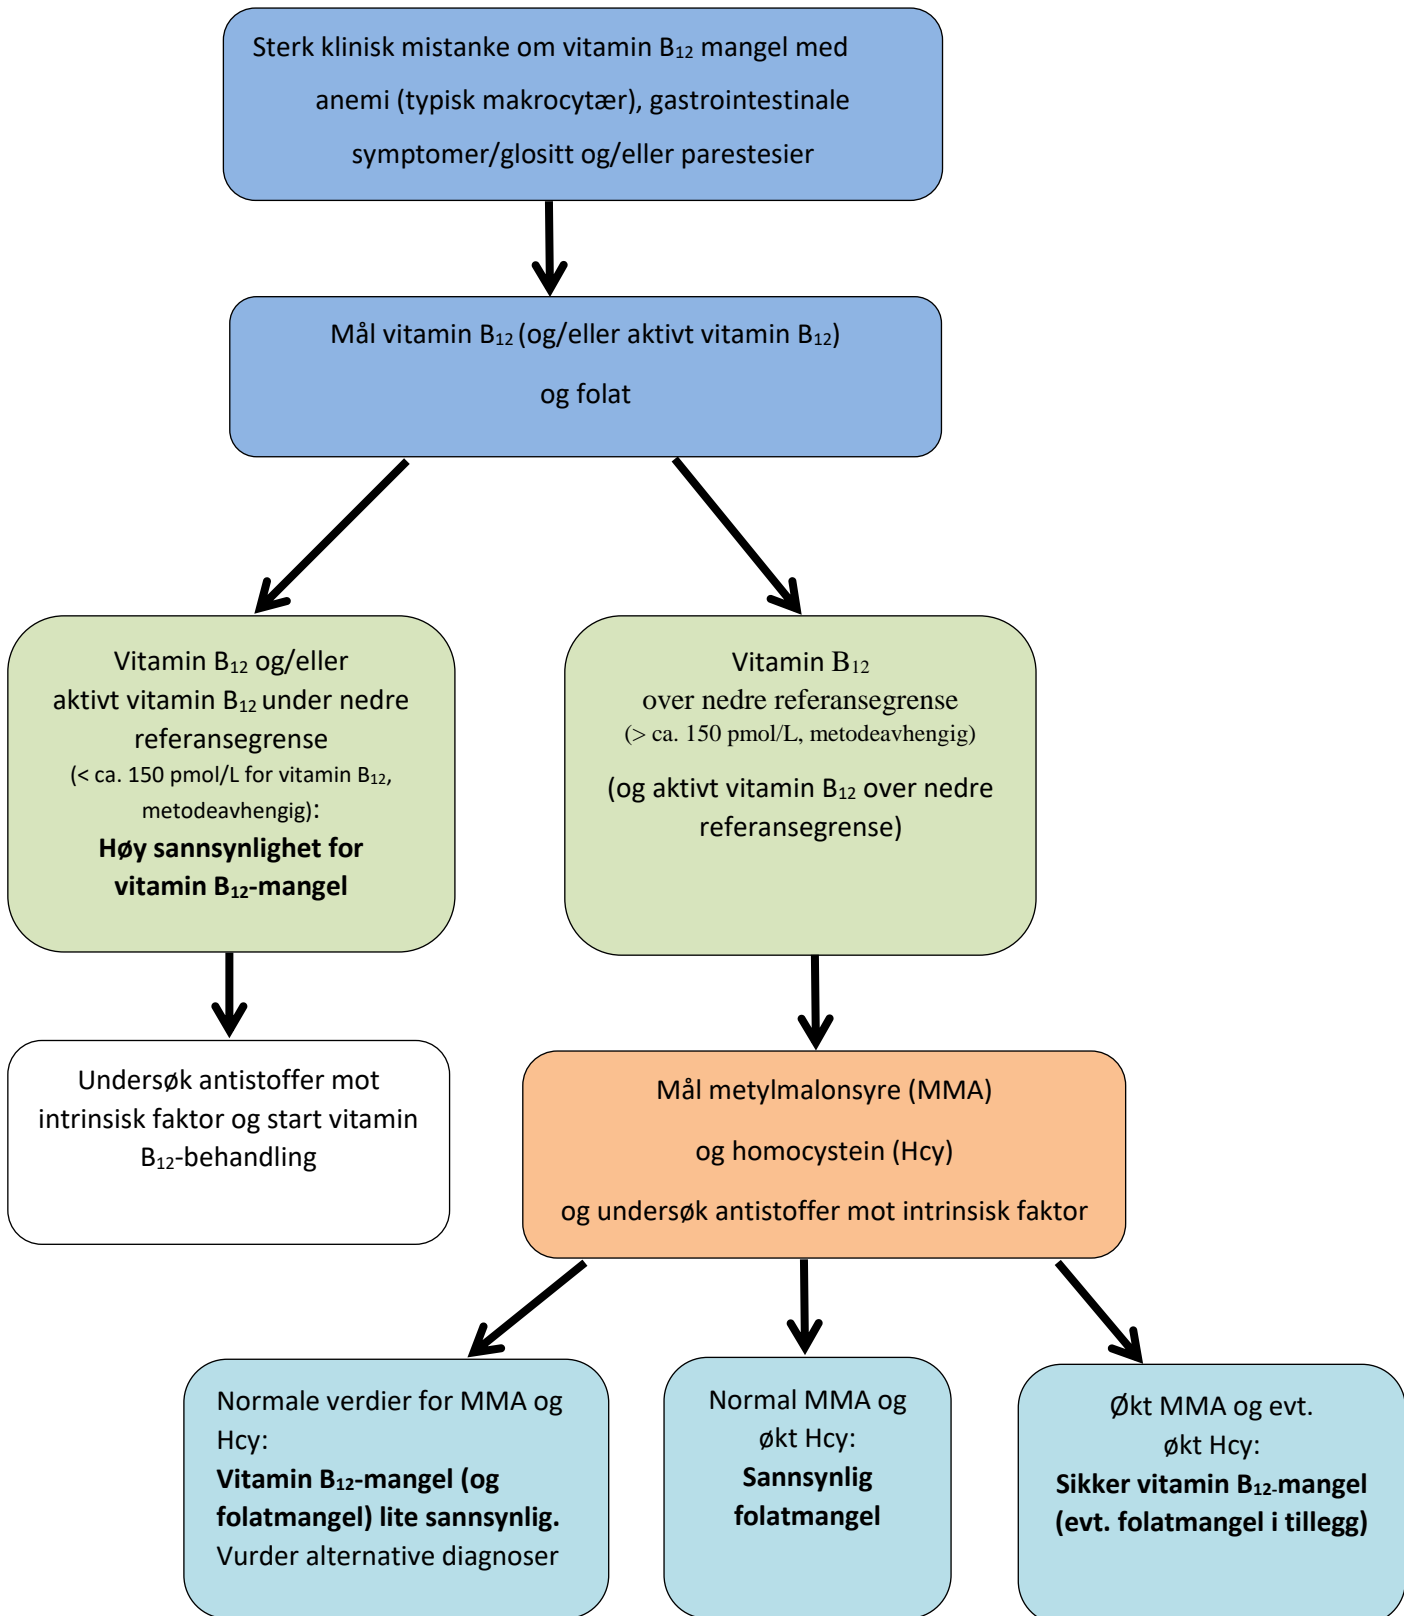 Sterk klinisk mistanke om vitamin B₁₂ mangel med
anemi (typisk makrocytær), gastrointestinale
symptomer/glositt og/eller parestesier
Mål vitamin B₁₂ (og/eller aktivt vitamin B₁₂)
og folat
Vitamin B₁₂ og/eller
aktivt vitamin B₁₂ under nedre
referansegrense
(< ca. 150 pmol/L for vitamin B₁₂,
metodeavhengig):
Høy sannsynlighet for
vitamin B₁₂-mangel
Vitamin B₁₂
over nedre referansegrense
(> ca. 150 pmol/L, metodeavhengig)
(og aktivt vitamin B₁₂ over nedre
referansegrense)
Undersøk antistoffer mot
intrinsisk faktor og start vitamin
B₁₂-behandling
Mål metylmalonsyre (MMA)
og homocystein (Hcy)
og undersøk antistoffer mot intrinsisk faktor
Normale verdier for MMA og
Hcy:
Vitamin B₁₂-mangel (og
folatmangel) lite sannsynlig.
Vurder alternative diagnoser
Normal MMA og
økt Hcy:
Sannsynlig
folatmangel
Økt MMA og evt.
økt Hcy:
Sikker vitamin B₁₂-mangel
(evt. folatmangel i tillegg)